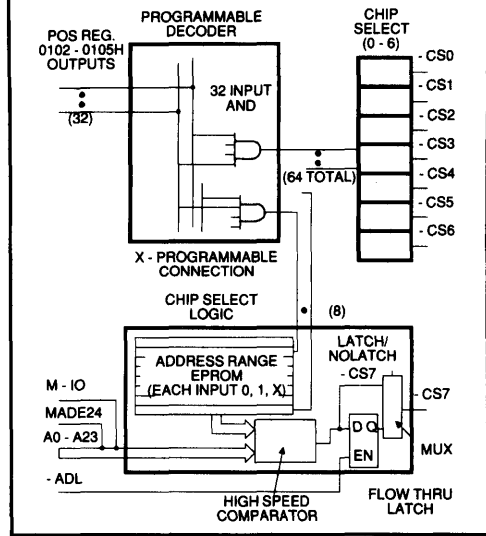 PROGRAMMABLE
DECODER
CHIP
SELECT
(0 - 6)
POS REG.
0102 - 0105H
OUTPUTS
(32)
32 INPUT
AND
- CS0
- CS1
- CS2
- CS3
- CS4
- CS5
- CS6
(64 TOTAL)
X - PROGRAMMABLE
CONNECTION
CHIP SELECT
LOGIC
(8)
ADDRESS RANGE
EPROM
(EACH INPUT 0, 1, X)
LATCH/
NOLATCH
- CS7
- CS7
M - IO
MADE24
A0 - A23
- ADL
D Q
EN
MUX
HIGH SPEED
COMPARATOR
FLOW THRU
LATCH